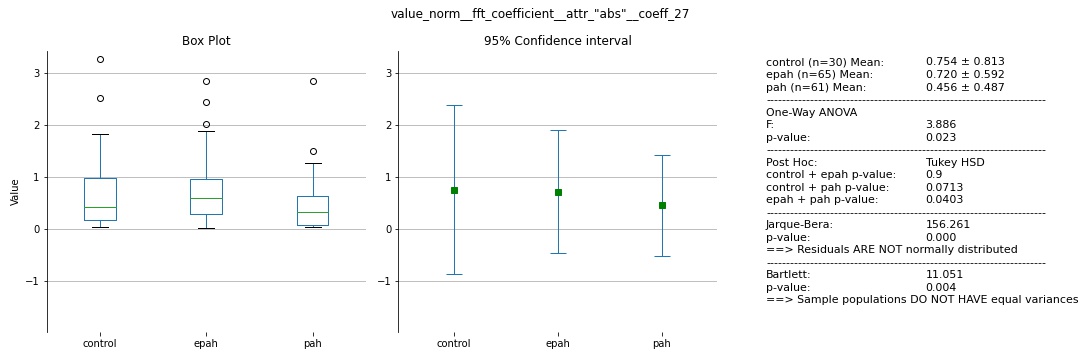 value_norm__fft_coefficient__attr_"abs"__coeff_27
Box Plot
Value
3
2
1
0
−1
control epah pah
95% Confidence interval
3
2
1
0
−1
control epah pah
control (n=30) Mean: 0.754 ± 0.813
epah (n=65) Mean: 0.720 ± 0.592
pah (n=61) Mean: 0.456 ± 0.487
One-Way ANOVA
F: 3.886
p-value: 0.023
Post Hoc: Tukey HSD
control + epah p-value: 0.9
control + pah p-value: 0.0713
epah + pah p-value: 0.0403
Jarque-Bera: 156.261
p-value: 0.000
==> Residuals ARE NOT normally distributed
Bartlett: 11.051
p-value: 0.004
==> Sample populations DO NOT HAVE equal variances